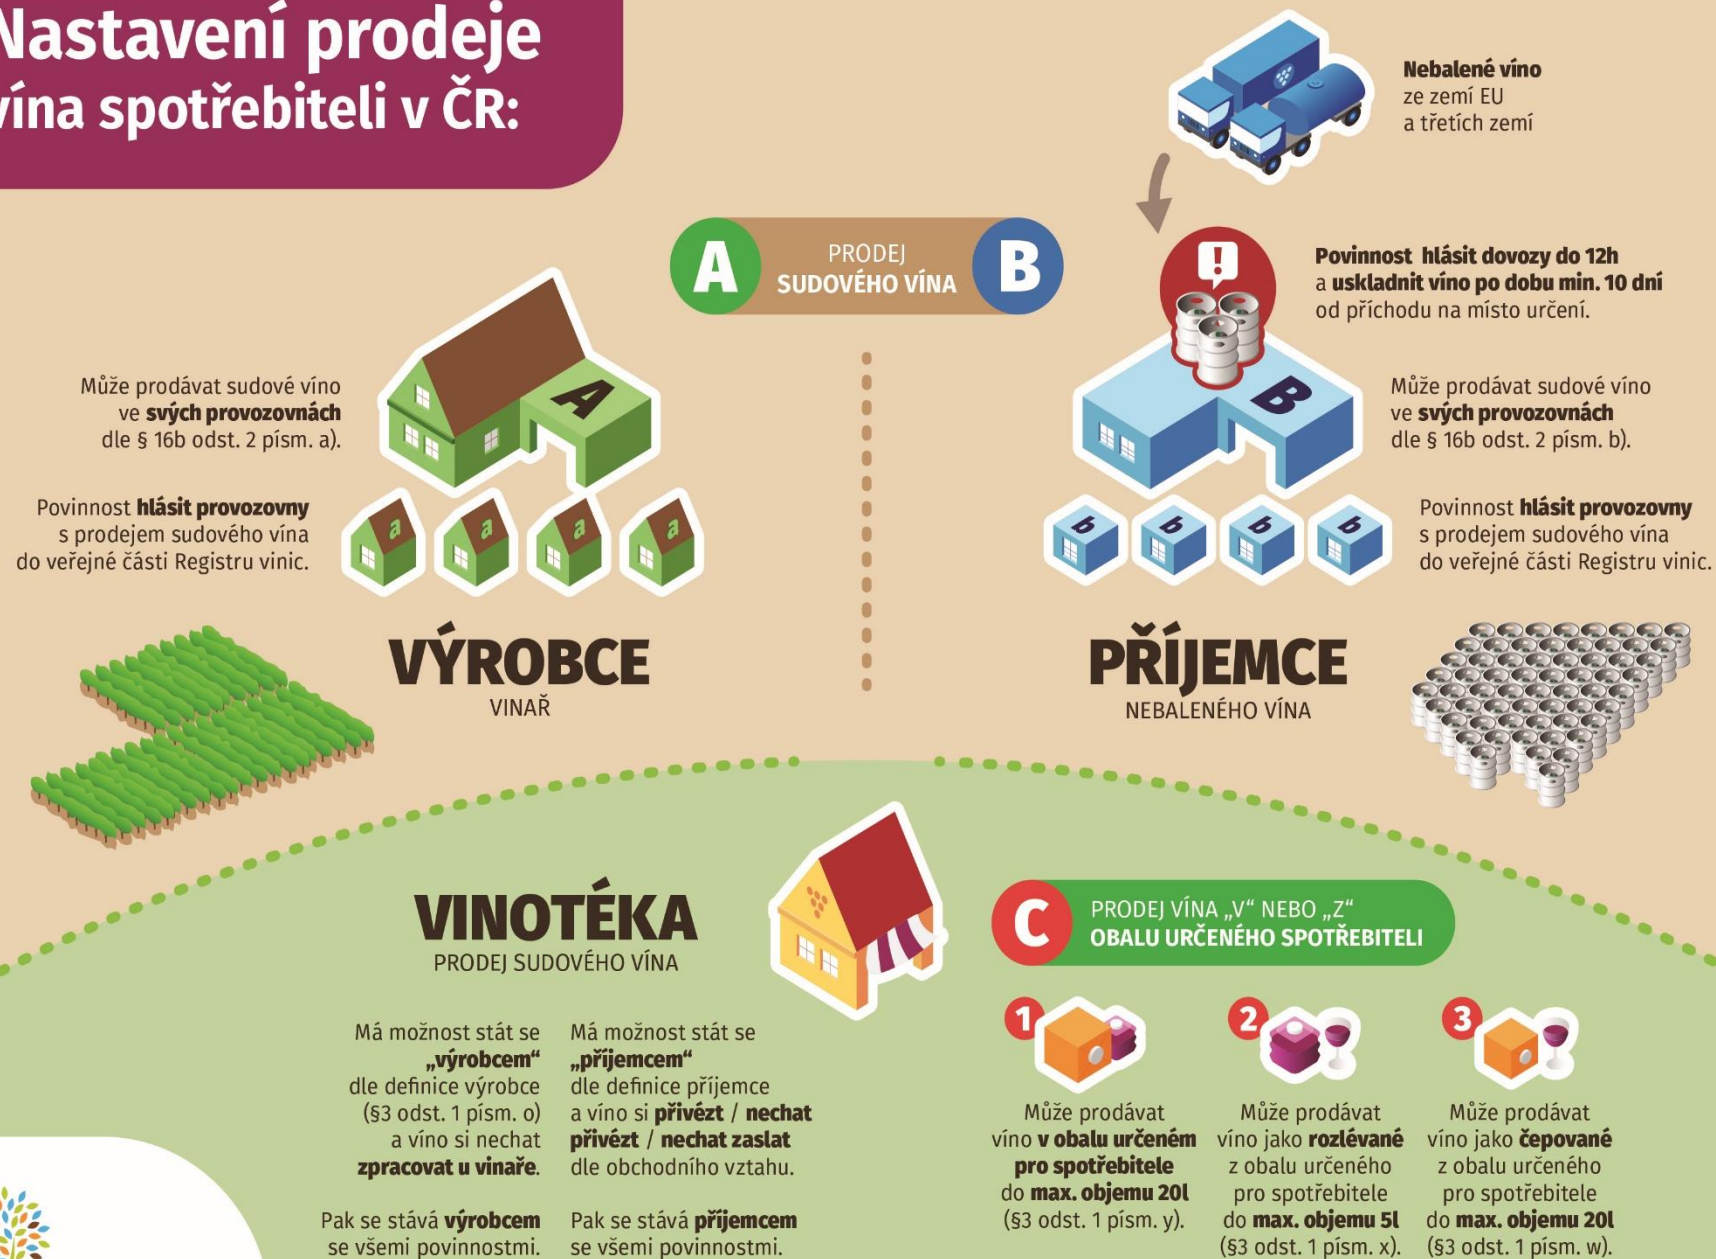 Nastavení prodeje
vína spotřebiteli v ČR:
Nebalené víno
ze zemí EU
a třetích zemí
A
PRODEJ
SUDOVÉHO VÍNA
B
!
Povinnost hlásit dovozy do 12h
a uskladnit víno po dobu min. 10 dní
od příchodu na místo určení.
Může prodávat sudové víno
ve svých provozovnách
dle § 16b odst. 2 písm. a).
A
B
Může prodávat sudové víno
ve svých provozovnách
dle § 16b odst. 2 písm. b).
Povinnost hlásit provozovny
s prodejem sudového vína
do veřejné části Registru vinic.
a a a a
b b b b
Povinnost hlásit provozovny
s prodejem sudového vína
do veřejné části Registru vinic.
VÝROBCE
VINAŘ
PŘÍJEMCE
NEBALENÉHO VÍNA
VINOTÉKA
PRODEJ SUDOVÉHO VÍNA
Má možnost stát se
„výrobcem“
dle definice výrobce
(§3 odst. 1 písm. o)
a víno si nechat
zpracovat u vinaře.
Pak se stává výrobcem
se všemi povinnostmi.
Má možnost stát se
„příjemcem“
dle definice příjemce
a víno si přivézt / nechat
přivézt / nechat zaslat
dle obchodního vztahu.
Pak se stává příjemcem
se všemi povinnostmi.
C
PRODEJ VÍNA „V“ NEBO „Z“
OBALU URČENÉHO SPOTŘEBITELI
1
Může prodávat
víno v obalu určeném
pro spotřebitele
do max. objemu 20l
(§3 odst. 1 písm. y).
2
Může prodávat
víno jako rozlévané
z obalu určeného
pro spotřebitele
do max. objemu 5l
(§3 odst. 1 písm. x).
3
Může prodávat
víno jako čepované
z obalu určeného
pro spotřebitele
do max. objemu 20l
(§3 odst. 1 písm. w).